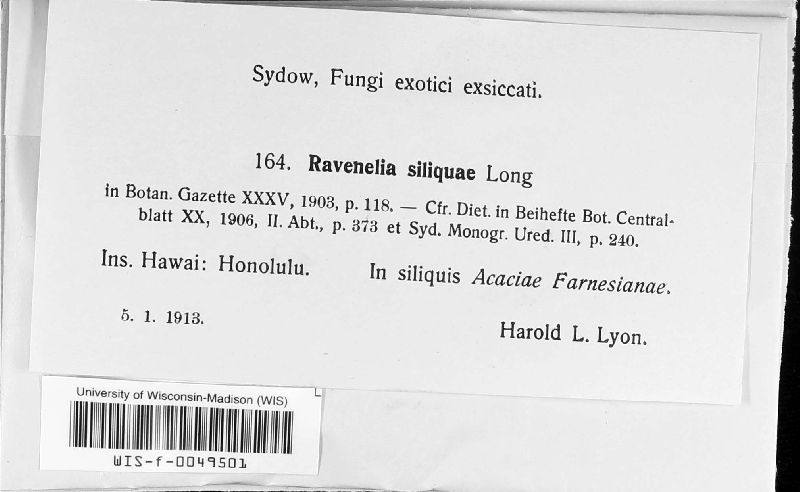 Sydow, Fungi exotici exsiccati.
164. Ravenelia siliquae Long
in Botan. Gazette XXXV, 1903, p. 118. — Cfr. Diet. in Beihefte Bot. Central-
blatt XX, 1906, II. Abt., p. 373 et Syd. Monogr. Ured. III, p. 240.
Ins. Hawai: Honolulu. In siliquis Acaciae Farnesianae.
5. 1. 1913.
Harold L. Lyon.
University of Wisconsin-Madison (WIS)
WIS-f-0049501